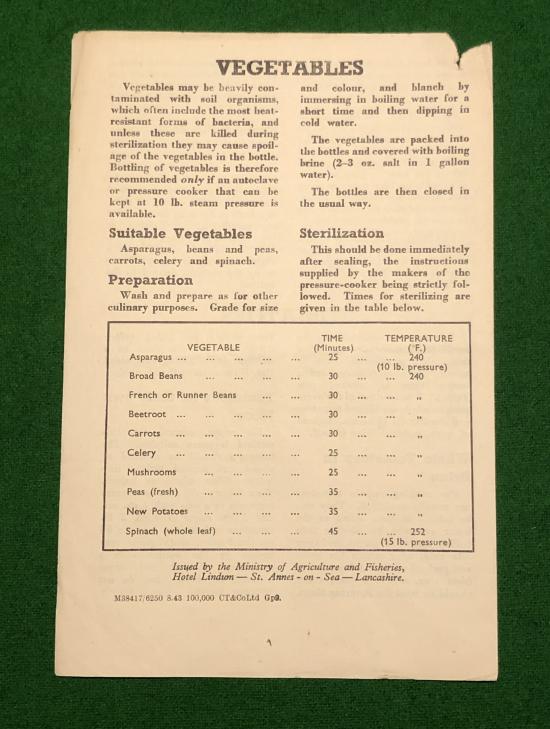 VEGETABLES
Vegetables may be heavily con-
taminated with soil organisms,
which often include the most heat-
resistant forms of bacteria, and
unless these are killed during
sterilization they may cause spoil-
age of the vegetables in the bottle.
Bottling of vegetables is therefore
recommended only if an autoclave
or pressure cooker that can be
kept at 10 lb. steam pressure is
available.
Suitable Vegetables
Asparagus, beans and peas,
carrots, celery and spinach.
Preparation
Wash and prepare as for other
culinary purposes. Grade for size
and colour, and blanch by
immersing in boiling water for a
short time and then dipping in
cold water.
The vegetables are packed into
the bottles and covered with boiling
brine (2–3 oz. salt in 1 gallon
water).
The bottles are then closed in
the usual way.
Sterilization
This should be done immediately
after sealing, the instructions
supplied by the makers of the
pressure-cooker being strictly fol-
lowed. Times for sterilizing are
given in the table below.
VEGETABLE TIME (Minutes) TEMPERATURE (°F.)
Asparagus ... ... ... ... ... 25 ... ... 240
(10 lb. pressure)
Broad Beans ... ... ... ... 30 ... ... 240
French or Runner Beans ... ... 30 ... ... „
Beetroot ... ... ... ... ... 30 ... ... „
Carrots ... ... ... ... ... 30 ... ... „
Celery ... ... ... ... ... 25 ... ... „
Mushrooms ... ... ... ... 25 ... ... „
Peas (fresh) ... ... ... ... 35 ... ... „
New Potatoes ... ... ... ... 35 ... ... „
Spinach (whole leaf) ... ... ... 45 ... ... 252
(15 lb. pressure)
Issued by the Ministry of Agriculture and Fisheries,
Hotel Lindum — St. Annes - on - Sea — Lancashire.
M38417/6250 8.43 100,000 CT&CoLtd Gp8.